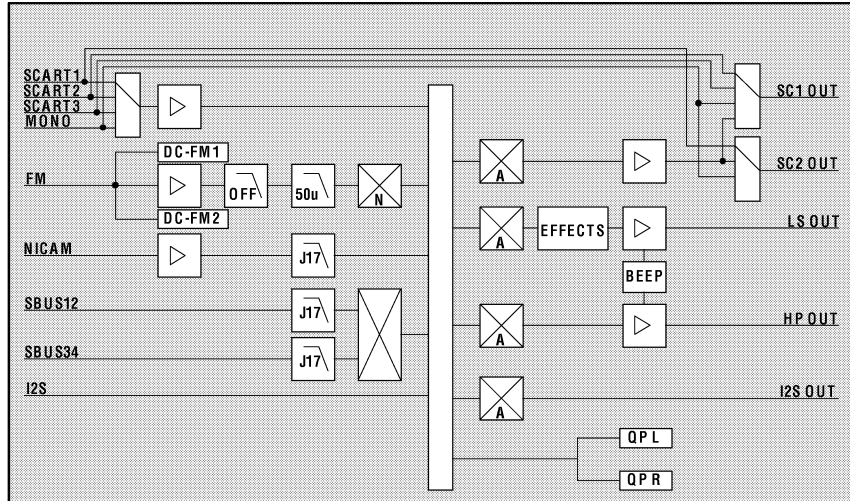 SCART1
SCART2
SCART3
MONO
SC1 OUT
DC-FM1
FM
OFF
50u
N
A
SC2 OUT
DC-FM2
A
EFFECTS
LS OUT
NICAM
J17
BEEP
SBUS12
J17
A
HP OUT
SBUS34
J17
I2S
A
I2S OUT
QPL
QPR